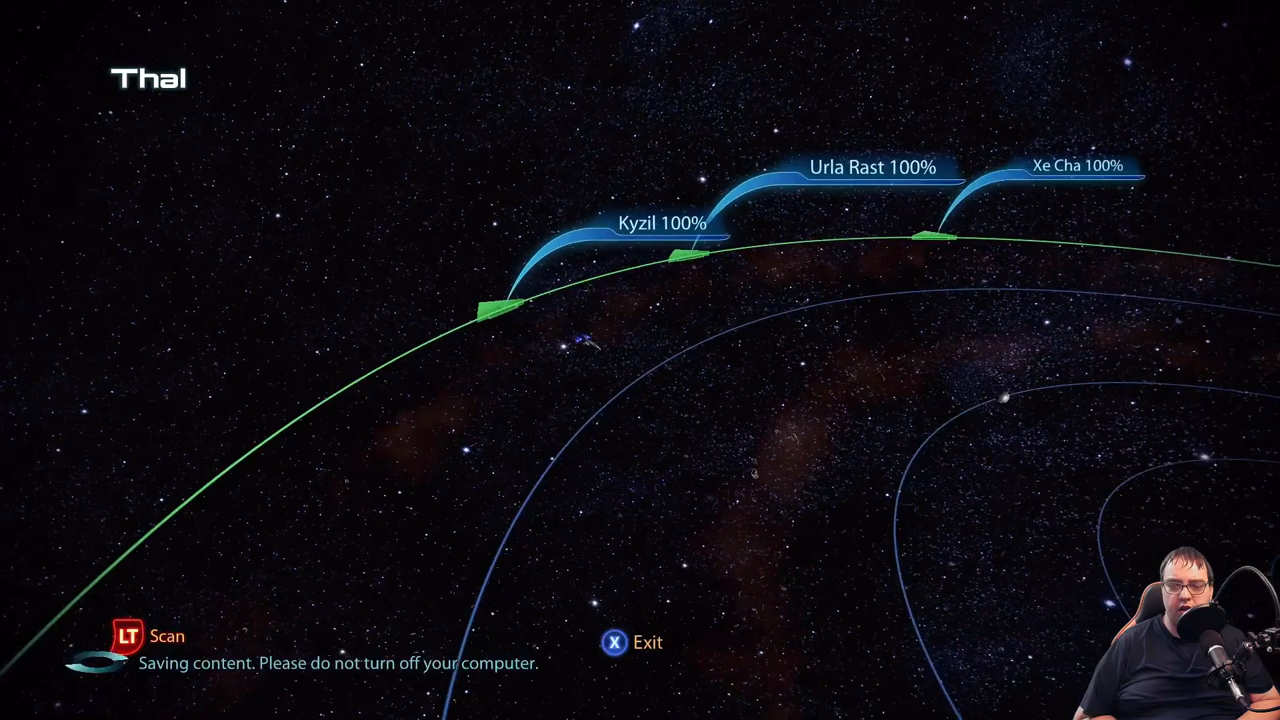 Thal
Urla Rast 100%
Xe Cha 100%
Kyzil 100%
LT Scan
X Exit
Saving content. Please do not turn off your computer.